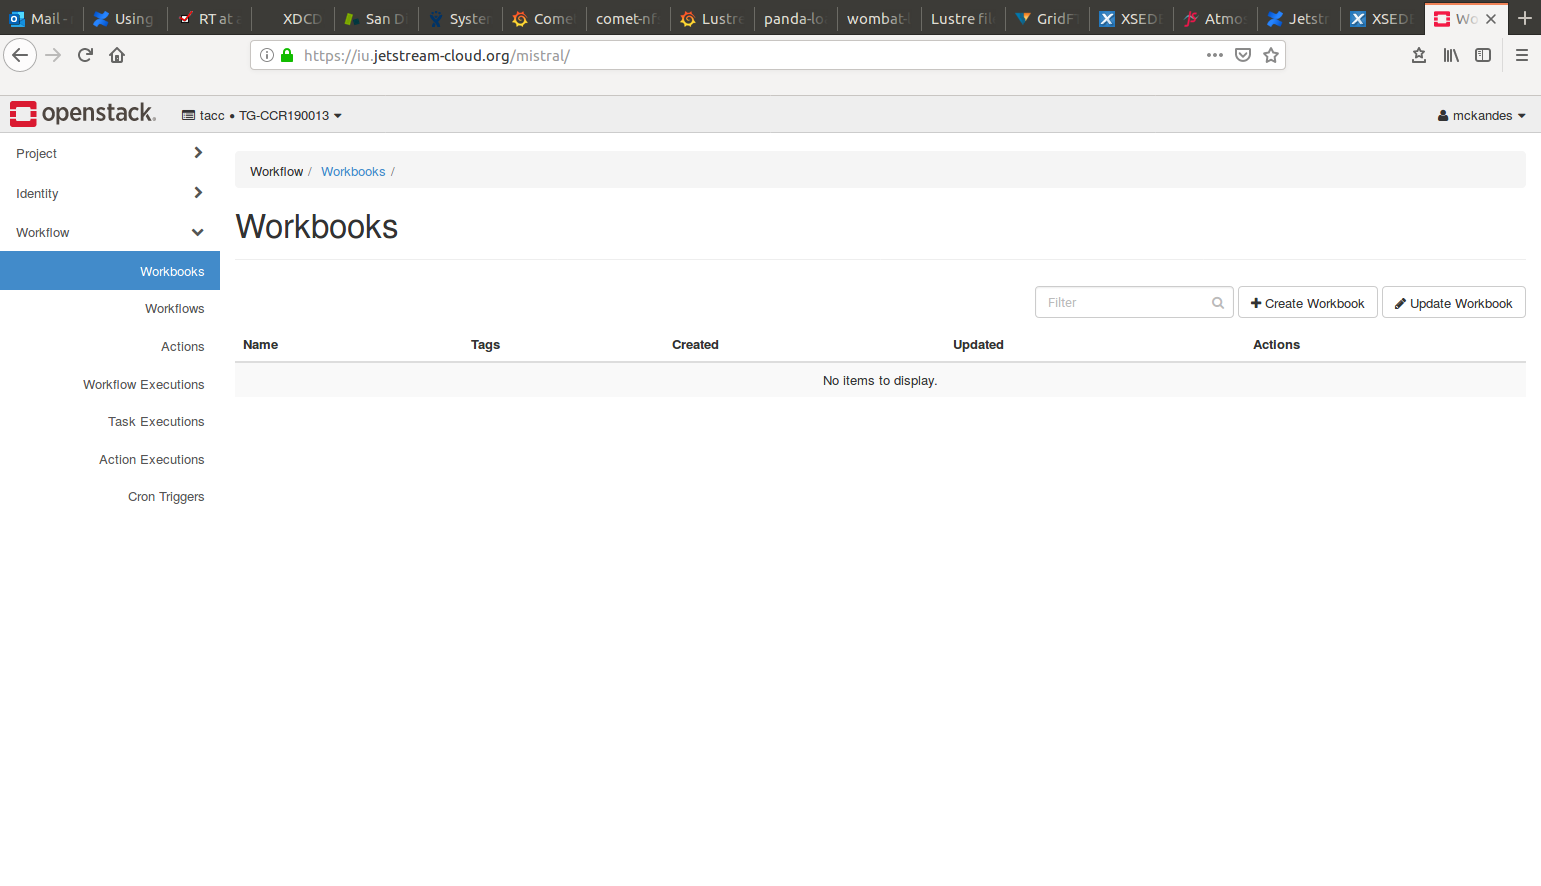 Mail - Using RT at a XDCD San Di Syster Come comet-nf Lustre panda-lo wombat- Lustre fil GridF XSED Atmo Jetstr XSED Wo
https://iu.jetstream-cloud.org/mistral/
openstack. tacc • TG-CCR190013 mckandes
Project
Identity
Workflow
Workbooks
Workflows
Actions
Workflow Executions
Task Executions
Action Executions
Cron Triggers
Workflow / Workbooks /
Workbooks
Filter Create Workbook Update Workbook
Name Tags Created Updated Actions
No items to display.